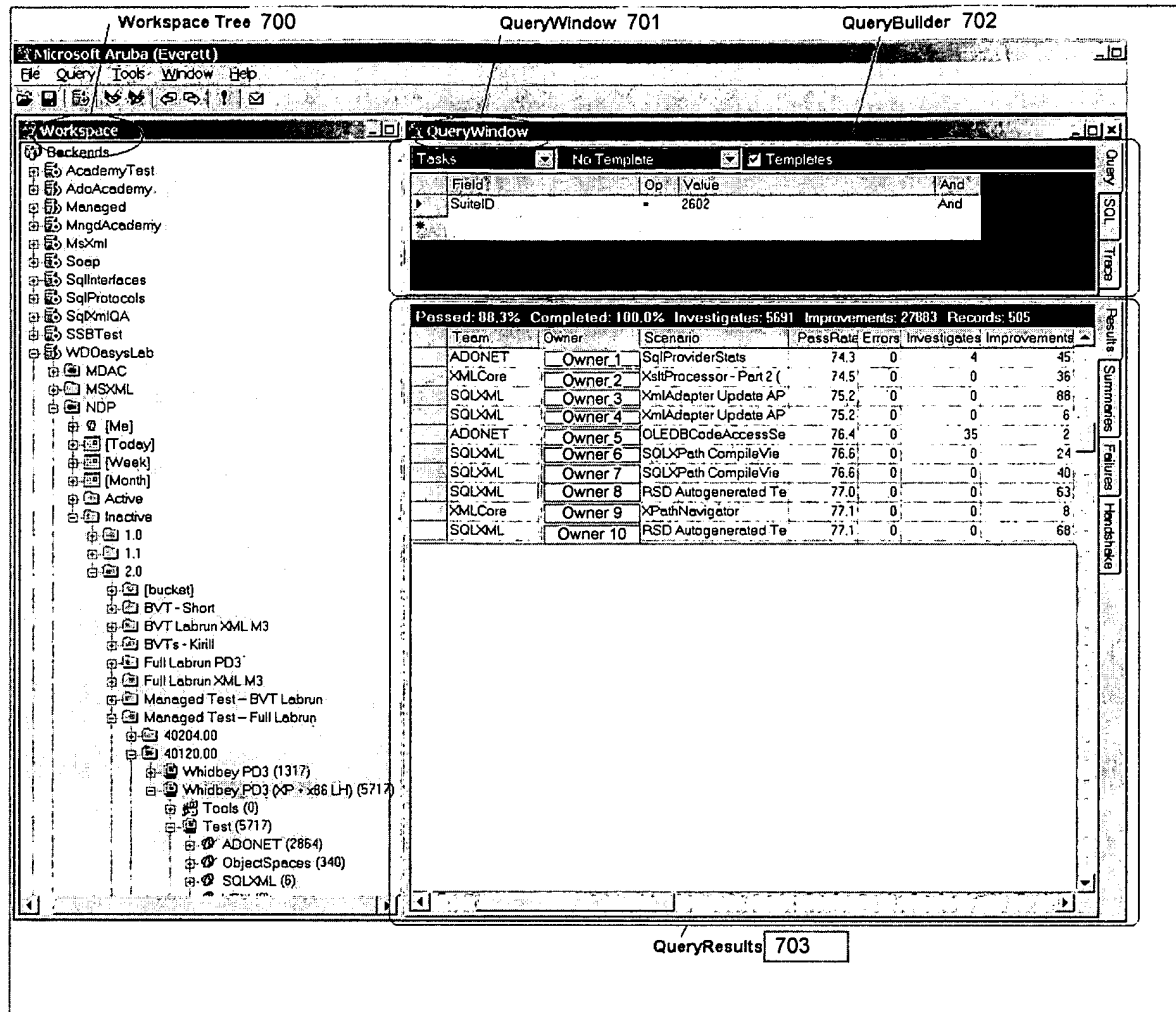 Workspace Tree 700
QueryWindow 701
QueryBuilder 702
Microsoft Aruba (Everett)
File Query Tools Window Help
Workspace
Backends
AcademyTest
AdoAcademy
Managed
MngdAcademy
MsXml
Soap
SqlInterfaces
SqlProtocols
SqlXmlQA
SSBTest
WDOasysLab
MDAC
MSXML
NDP
[Me]
[Today]
[Week]
[Month]
Active
Inactive
1.0
1.1
2.0
[bucket]
BVT - Short
BVT Labrun XML M3
BVTs - Kirill
Full Labrun PD3
Full Labrun XML M3
Managed Test – BVT Labrun
Managed Test – Full Labrun
40204.00
40120.00
Whidbey PD3 (1317)
Whidbey PD3 (XP - x86 LH) (5717)
Tools (0)
Test (5717)
ADONET (2864)
ObjectSpaces (340)
SQLXML (6)
QueryWindow
Tasks No Template Templetes
Field Op Value And
SuiteID = 2602 And
Query
SQL
Trace
Passed: 88.3% Completed: 100.0% Investigates: 5691 Improvements: 27883 Records: 505
Team Owner Scenario PassRate Errors Investigates Improvements
ADONET Owner 1 SqlProviderStats 74.3 0 4 45
XMLCore Owner 2 XsltProcessor - Part 2 ( 74.5 0 0 36
SQLXML Owner 3 XmlAdapter Update AP 75.2 0 0 88
SQLXML Owner 4 XmlAdapter Update AP 75.2 0 0 6
ADONET Owner 5 OLEDBCodeAccessSe 76.4 0 35 2
SQLXML Owner 6 SQLXPath CompileVie 76.6 0 0 24
SQLXML Owner 7 SQLXPath CompileVie 76.6 0 0 40
SQLXML Owner 8 RSD Autogenerated Te 77.0 0 0 63
XMLCore Owner 9 XPathNavigator 77.1 0 0 8
SQLXML Owner 10 RSD Autogenerated Te 77.1 0 0 68
Results
Summaries
Failures
Handshake
QueryResults 703